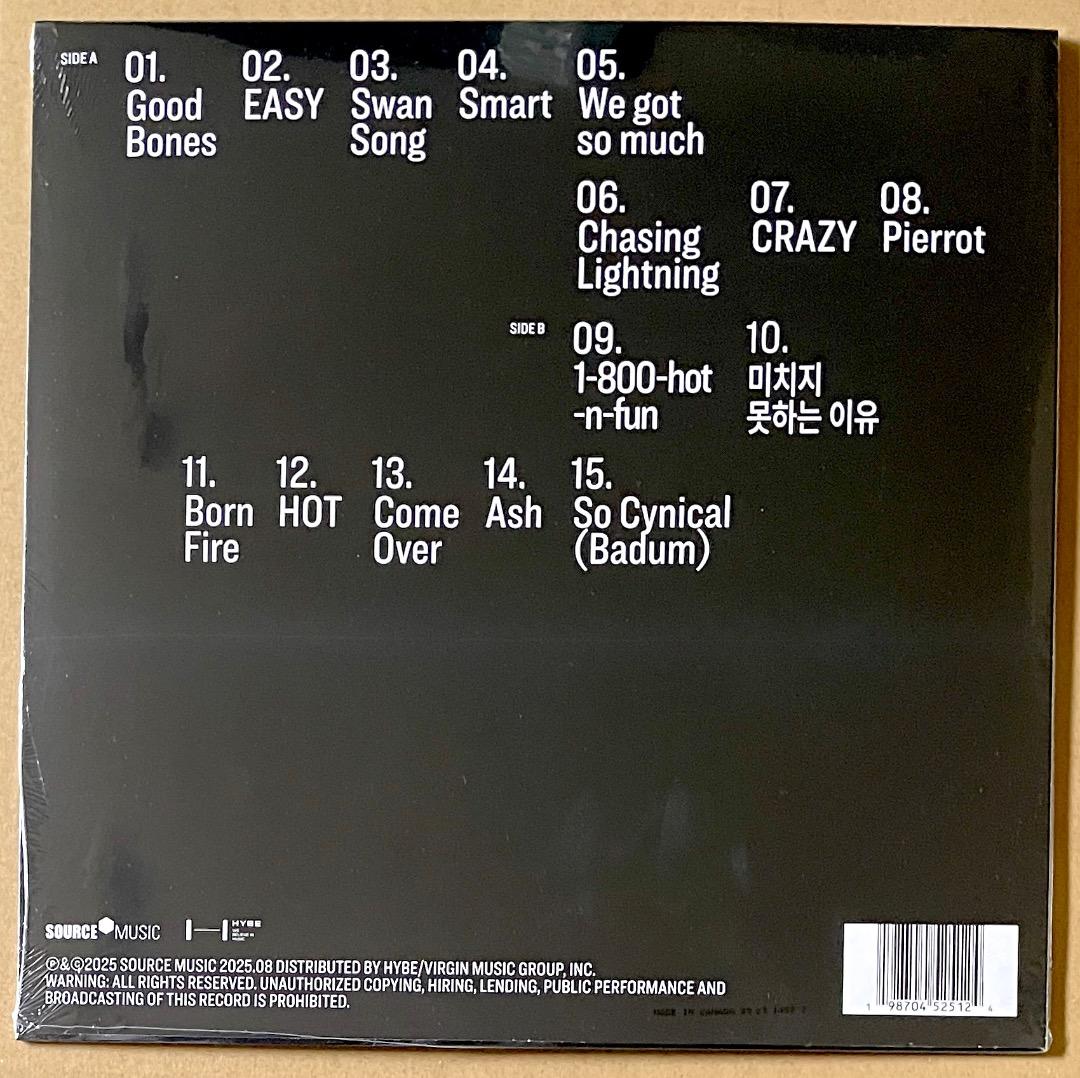 SIDE A
01.
Good
Bones
02.
EASY
03.
Swan
Song
04.
Smart
05.
We got
so much
06.
Chasing
Lightning
07.
CRAZY
08.
Pierrot
SIDE B
09.
1-800-hot
-n-fun
10.
미치지
못하는 이유
11.
Born
Fire
12.
HOT
13.
Come
Over
14.
Ash
15.
So Cynical
(Badum)
SOURCE MUSIC
HYBE
WE
BELIEVE IN
MUSIC
Ⓟ&©2025 SOURCE MUSIC 2025.08 DISTRIBUTED BY HYBE/VIRGIN MUSIC GROUP, INC.
WARNING: ALL RIGHTS RESERVED. UNAUTHORIZED COPYING, HIRING, LENDING, PUBLIC PERFORMANCE AND
BROADCASTING OF THIS RECORD IS PROHIBITED.
MADE IN CANADA
1 98704 52512 4